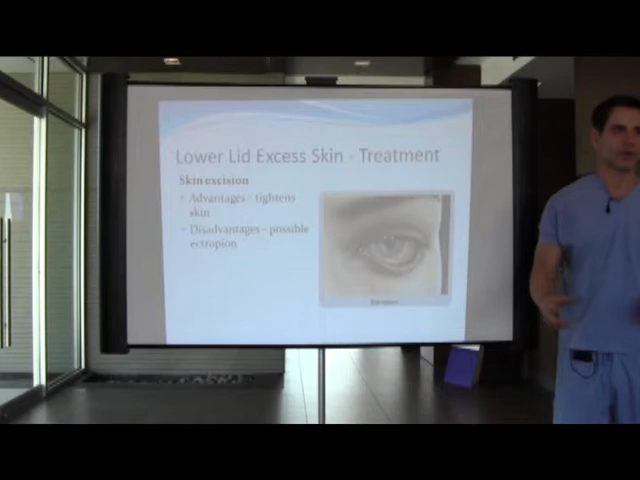 Lower Lid Excess Skin - Treatment
Skin excision
• Advantages - tightens
skin
• Disadvantages - possible
ectropion